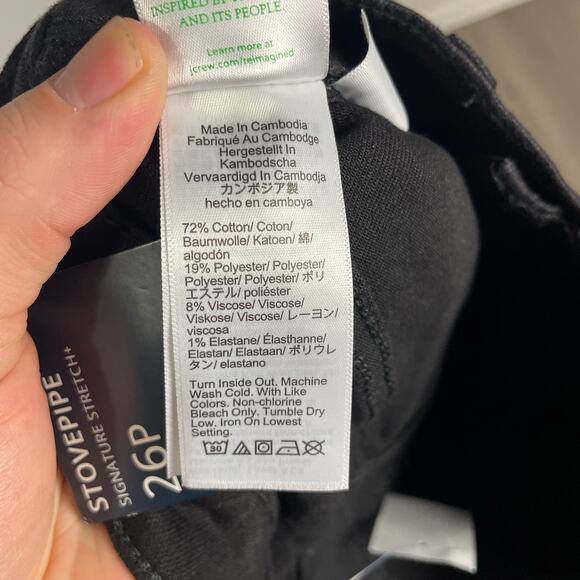 INSPIRED BY
AND ITS PEOPLE.
Learn more at
jcrew.com/reimagined
Made In Cambodia
Fabriqué Au Cambodge
Hergestellt In
Kambodscha
Vervaardigd In Cambodja
カンボジア製
hecho en camboya
72% Cotton/ Coton/
Baumwolle/ Katoen/ 綿/
algodón
19% Polyester/ Polyester/
Polyester/ Polyester/ ポリ
エステル/ poliéster
8% Viscose/ Viscose/
Viskose/ Viscose/ レーヨン/
viscosa
1% Elastane/ Élasthanne/
Elastan/ Elastaan/ ポリウレ
タン/ elastano
Turn Inside Out. Machine
Wash Cold. With Like
Colors. Non-chlorine
Bleach Only. Tumble Dry
Low. Iron On Lowest
Setting.
30
STOVEPIPE
SIGNATURE STRETCH+
26P